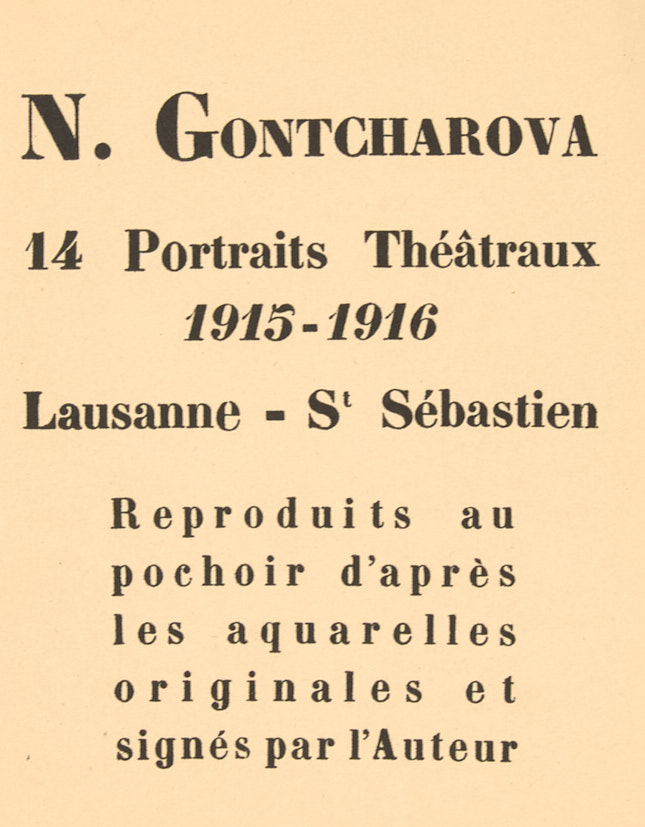 N. GONTCHAROVA
14 Portraits Théâtraux
1915-1916
Lausanne - Sᵗ Sébastien
Reproduits au
pochoir d'après
les aquarelles
originales et
signés par l'Auteur